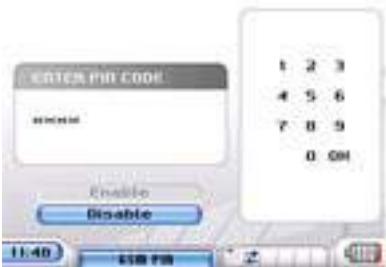 ENTER PIN CODE
****
1 2 3
4 5 6
7 8 9
0 OK
Enable
Disable
11:40
GSM PIN